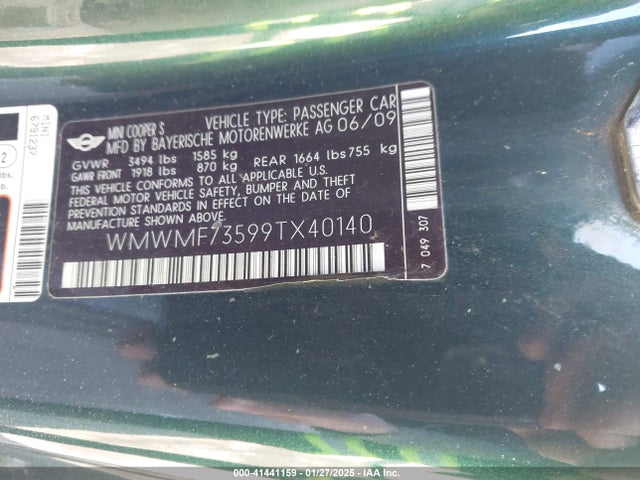 MINI
6791237
2
MINI COOPER S VEHICLE TYPE: PASSENGER CAR
MFD BY BAYERISCHE MOTORENWERKE AG 06/09
GVWR 3494 lbs 1585 kg
GAWR FRONT 1918 lbs 870 kg REAR 1664 lbs 755 kg
THIS VEHICLE CONFORMS TO ALL APPLICABLE
FEDERAL MOTOR VEHICLE SAFETY, BUMPER AND THEFT
PREVENTION STANDARDS IN EFFECT ON THE DATE OF
MANUFACTURE SHOWN ABOVE.
WMWMF73599TX40140
7 049 307
000-41441159 - 01/27/2025 - IAA Inc.